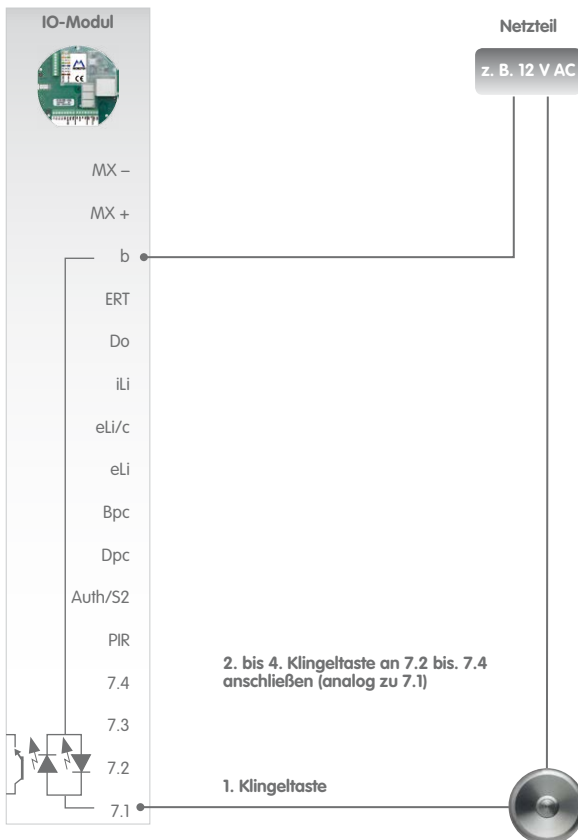 IO-Modul
Netzteil
z. B. 12 V AC
MX –
MX +
b
ERT
Do
iLi
eLi/c
eLi
Bpc
Dpc
Auth/S2
PIR
2. bis 4. Klingeltaste an 7.2 bis. 7.4
anschließen (analog zu 7.1)
7.4
7.3
7.2
1. Klingeltaste
7.1